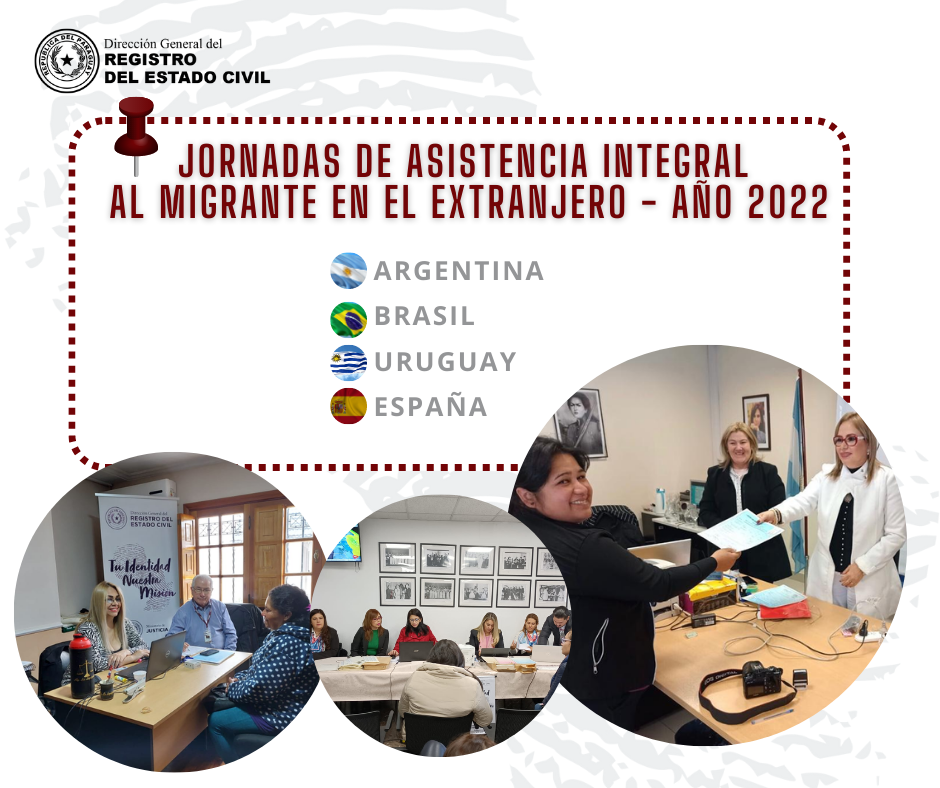 REPUBLICA DEL PARAGUAY
Dirección General del
REGISTRO
DEL ESTADO CIVIL
JORNADAS DE ASISTENCIA INTEGRAL
AL MIGRANTE EN EL EXTRANJERO - AÑO 2022
ARGENTINA
BRASIL
URUGUAY
ESPAÑA
Dirección General del
REGISTRO DEL
ESTADO CIVIL
Tu Identidad
Nuestra
Misión
JUSTICIA